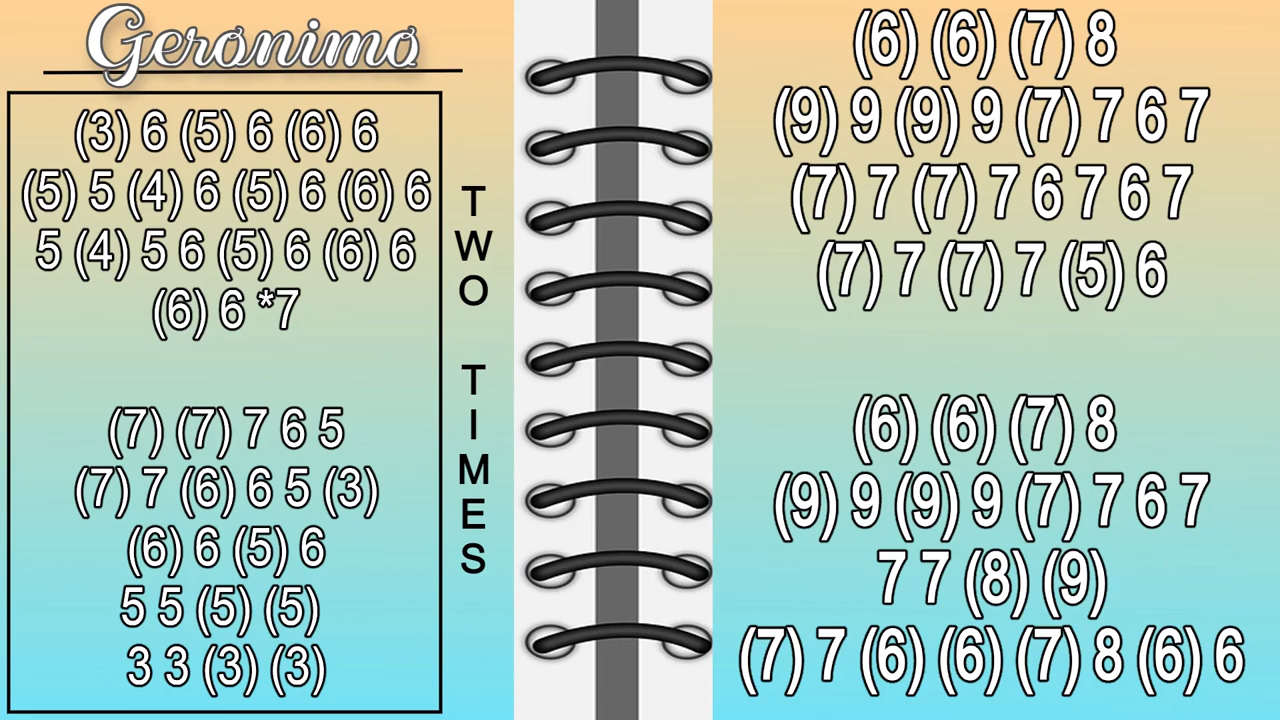 Geronimo
(3) 6 (5) 6 (6) 6
(5) 5 (4) 6 (5) 6 (6) 6
5 (4) 5 6 (5) 6 (6) 6
(6) 6 *7
(7) (7) 7 6 5
(7) 7 (6) 6 5 (3)
(6) 6 (5) 6
5 5 (5) (5)
3 3 (3) (3)
TWO TIMES
(6) (6) (7) 8
(9) 9 (9) 9 (7) 7 6 7
(7) 7 (7) 7 6 7 6 7
(7) 7 (7) 7 (5) 6
(6) (6) (7) 8
(9) 9 (9) 9 (7) 7 6 7
7 7 (8) (9)
(7) 7 (6) (6) (7) 8 (6) 6